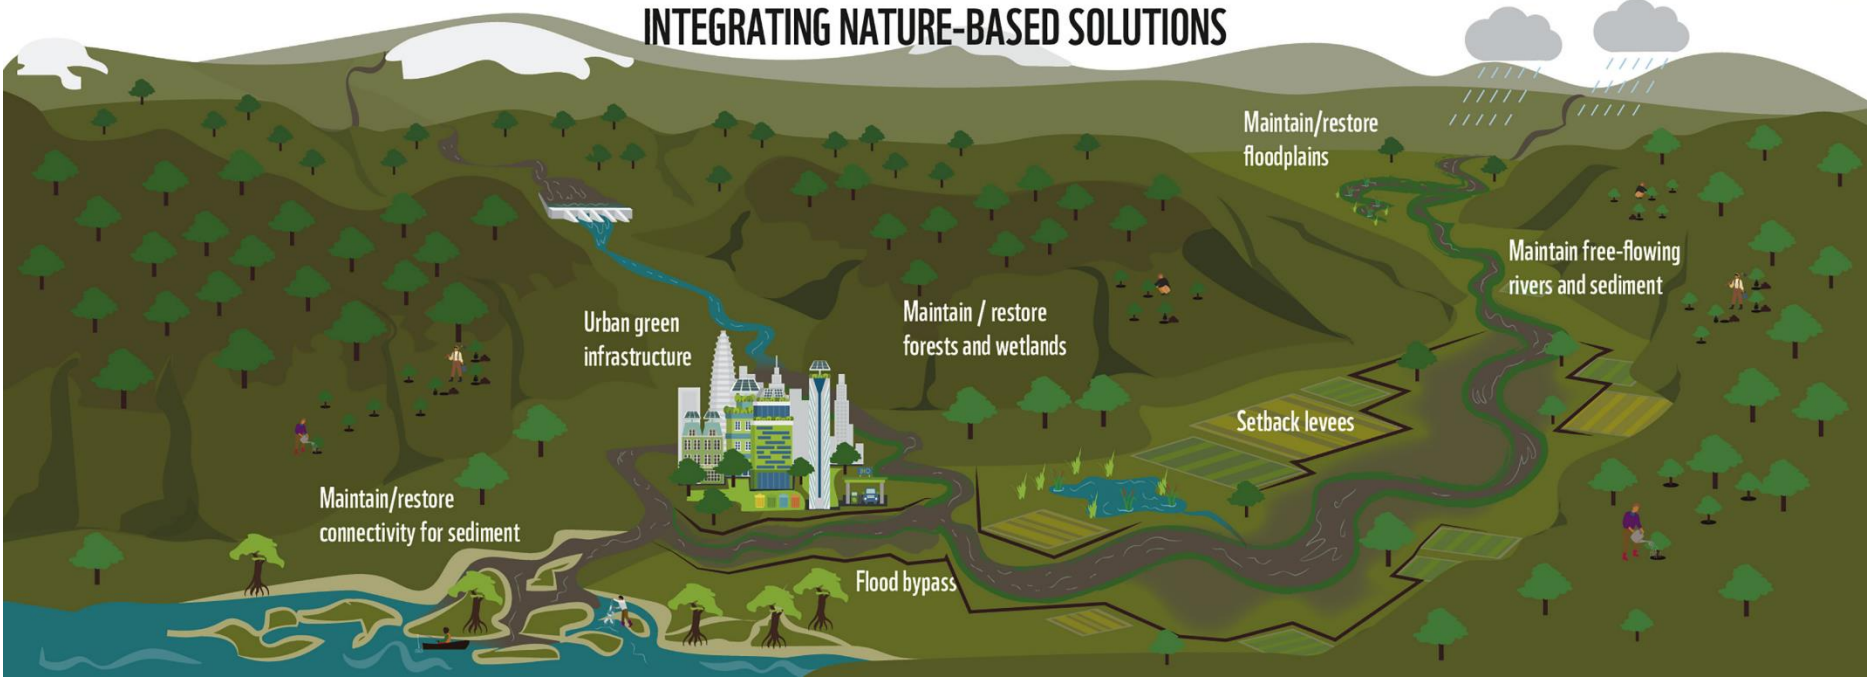 INTEGRATING NATURE-BASED SOLUTIONS
Maintain/restore
floodplains
Maintain free-flowing
rivers and sediment
Urban green
infrastructure
Maintain / restore
forests and wetlands
Setback levees
Maintain/restore
connectivity for sediment
Flood bypass